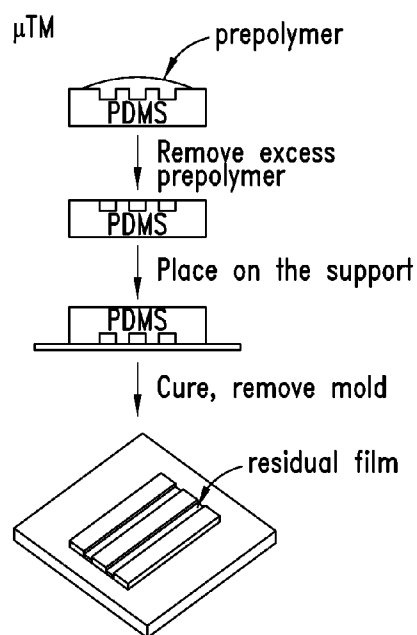 μTM
prepolymer
PDMS
Remove excess
prepolymer
PDMS
Place on the support
PDMS
Cure, remove mold
residual film